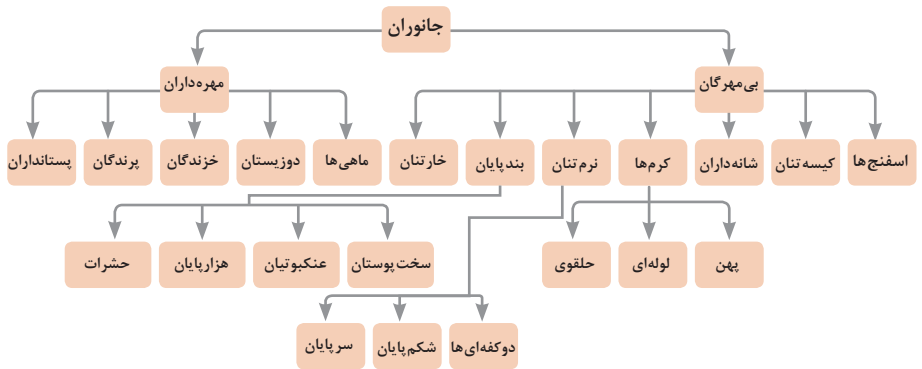 جانوران
بی‌مهرگان
مهره‌داران
اسفنج‌ها
کیسه‌تنان
شانه‌داران
کرم‌ها
نرم‌تنان
بندپایان
خارتنان
ماهی‌ها
دوزیستان
خزندگان
پرندگان
پستانداران
پهن
لوله‌ای
حلقوی
سخت‌پوستان
عنکبوتیان
هزارپایان
حشرات
دوکفه‌ای‌ها
شکم‌پایان
سرپایان